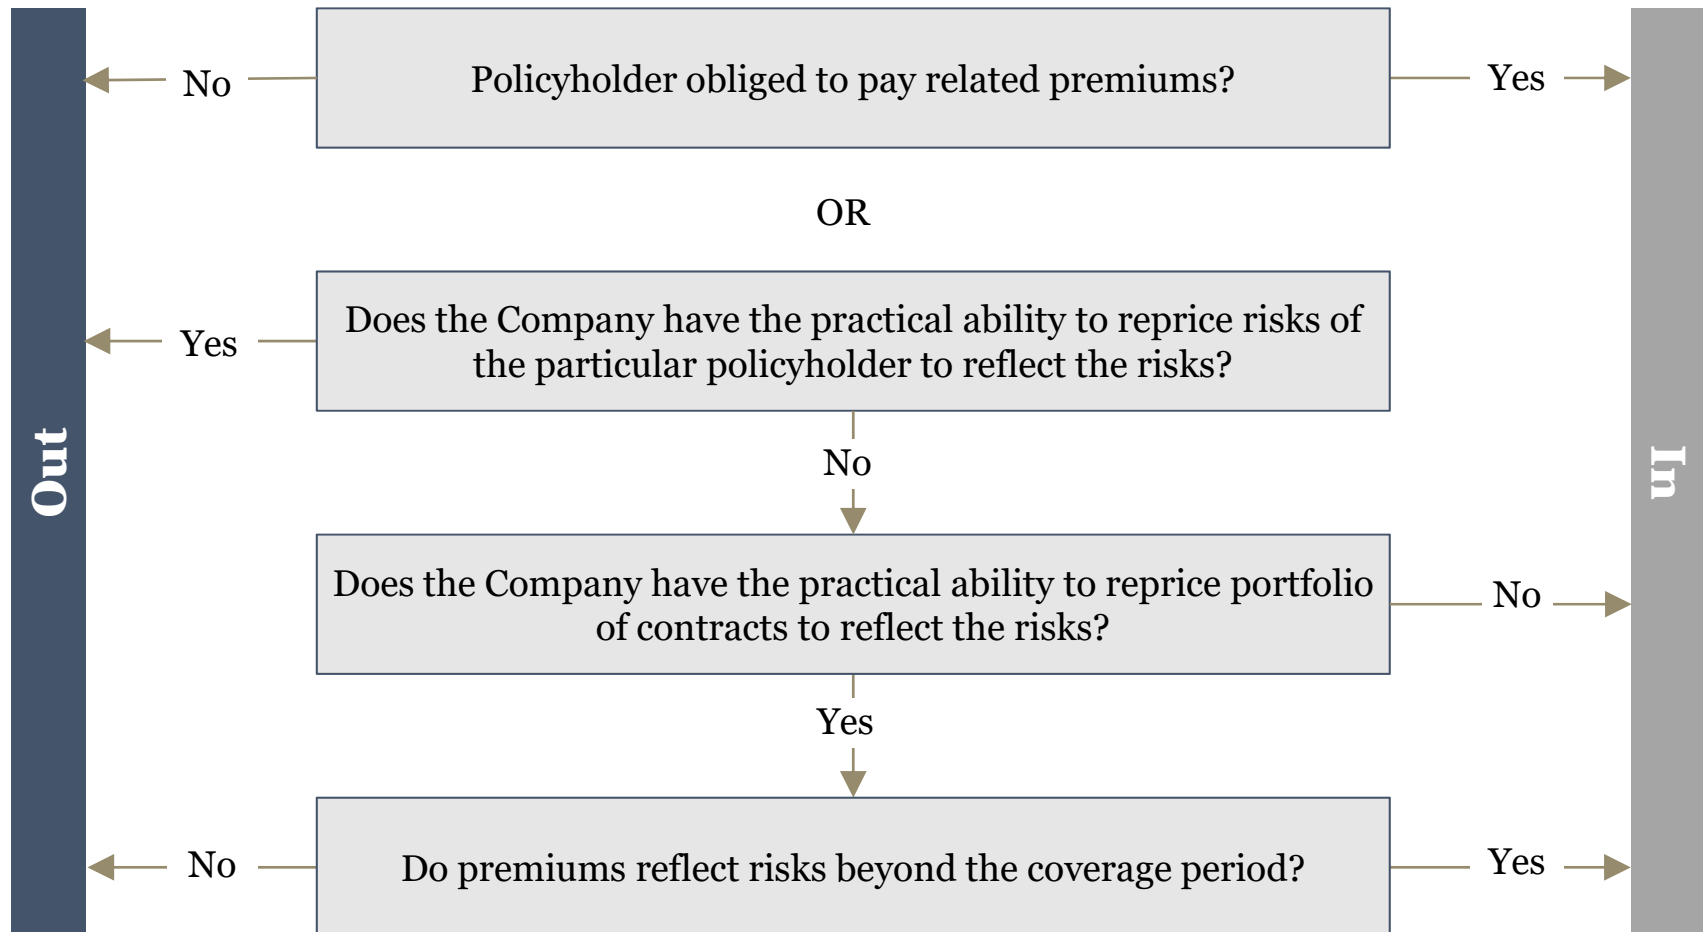 Policyholder obliged to pay related premiums?
No
Yes
OR
Does the Company have the practical ability to reprice risks of
the particular policyholder to reflect the risks?
Yes
No
Out
In
Does the Company have the practical ability to reprice portfolio
of contracts to reflect the risks?
No
Yes
Do premiums reflect risks beyond the coverage period?
No
Yes